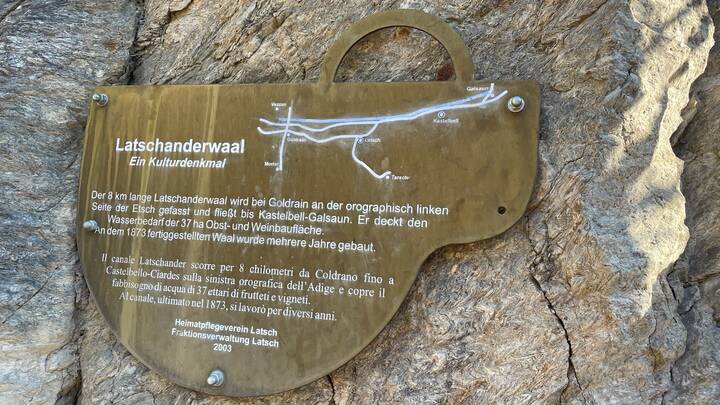 Galsaun
Vezzan
Kastelbell
Goldrain
Latsch
Morter
Tarsch
Latschanderwaal
Ein Kulturdenkmal
Der 8 km lange Latschanderwaal wird bei Goldrain an der orographisch linken
Seite der Etsch gefasst und fließt bis Kastelbell-Galsaun. Er deckt den
Wasserbedarf der 37 ha Obst- und Weinbaufläche.
An dem 1873 fertiggestellten Waal wurde mehrere Jahre gebaut.
Il canale Latschander scorre per 8 chilometri da Coldrano fino a
Castelbello-Ciardes sulla sinistra orografica dell'Adige e copre il
fabbisogno di acqua di 37 ettari di frutteti e vigneti.
Al canale, ultimato nel 1873, si lavorò per diversi anni.
Heimatpflegeverein Latsch
Fraktionsverwaltung Latsch
2003